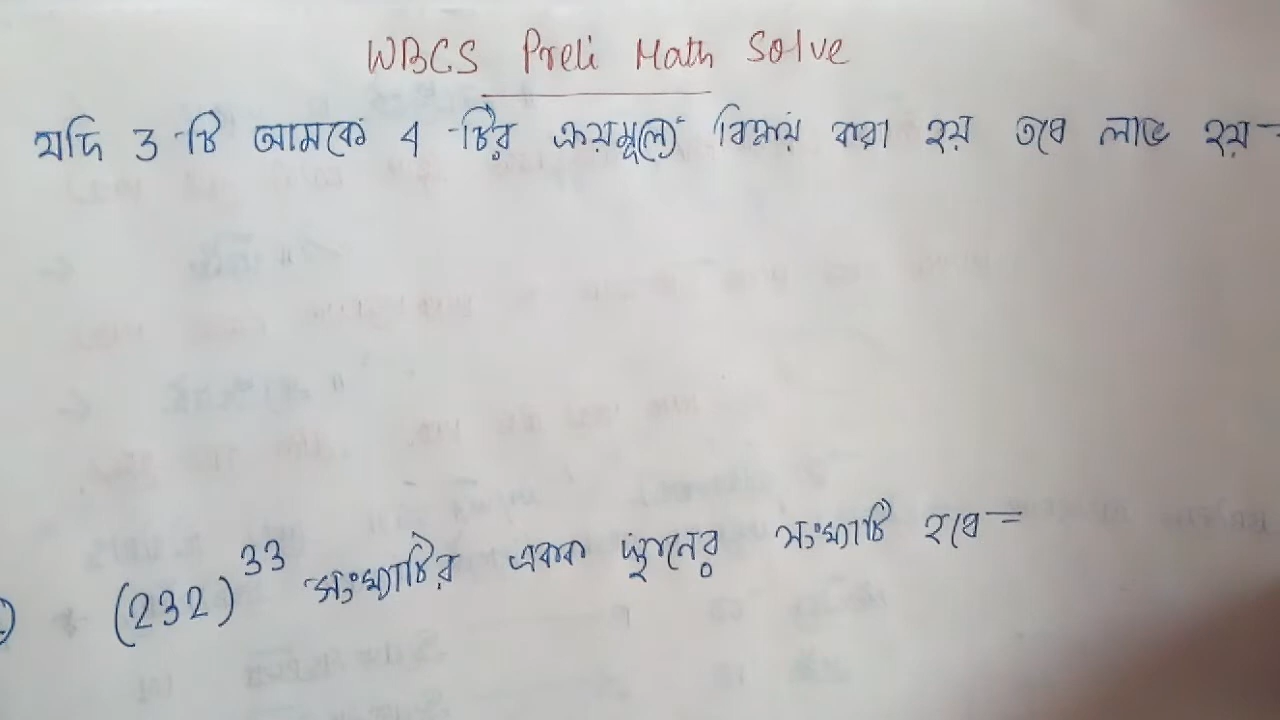 WBCS Preli Math Solve
যদি 3 টি আমকে 4 টির ক্রয়মূল্যে বিক্রয় করা হয় তবে লাভ হয়-
(232)^33 সংখ্যাটির একক স্থানের সংখ্যাটি হবে-